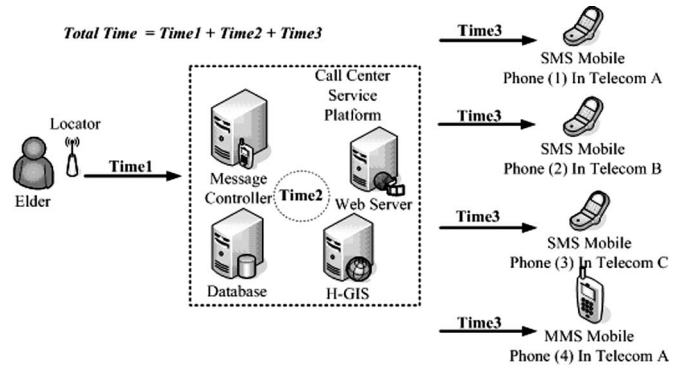 Total Time = Time1 + Time2 + Time3
Locator
Elder
Time1
Call Center
Service
Platform
Message
Controller
Time2
Web Server
Database
H-GIS
Time3
SMS Mobile
Phone (1) In Telecom A
Time3
SMS Mobile
Phone (2) In Telecom B
Time3
SMS Mobile
Phone (3) In Telecom C
Time3
MMS Mobile
Phone (4) In Telecom A